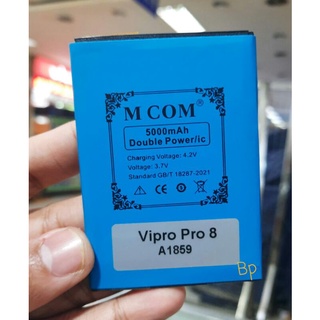 M COM®
5000mAh
Double Power/ic
Charging Voltage: 4.2V
Voltage: 3.7V
Standard GB/T 18287-2021
Vipro Pro 8
A1859
Bp